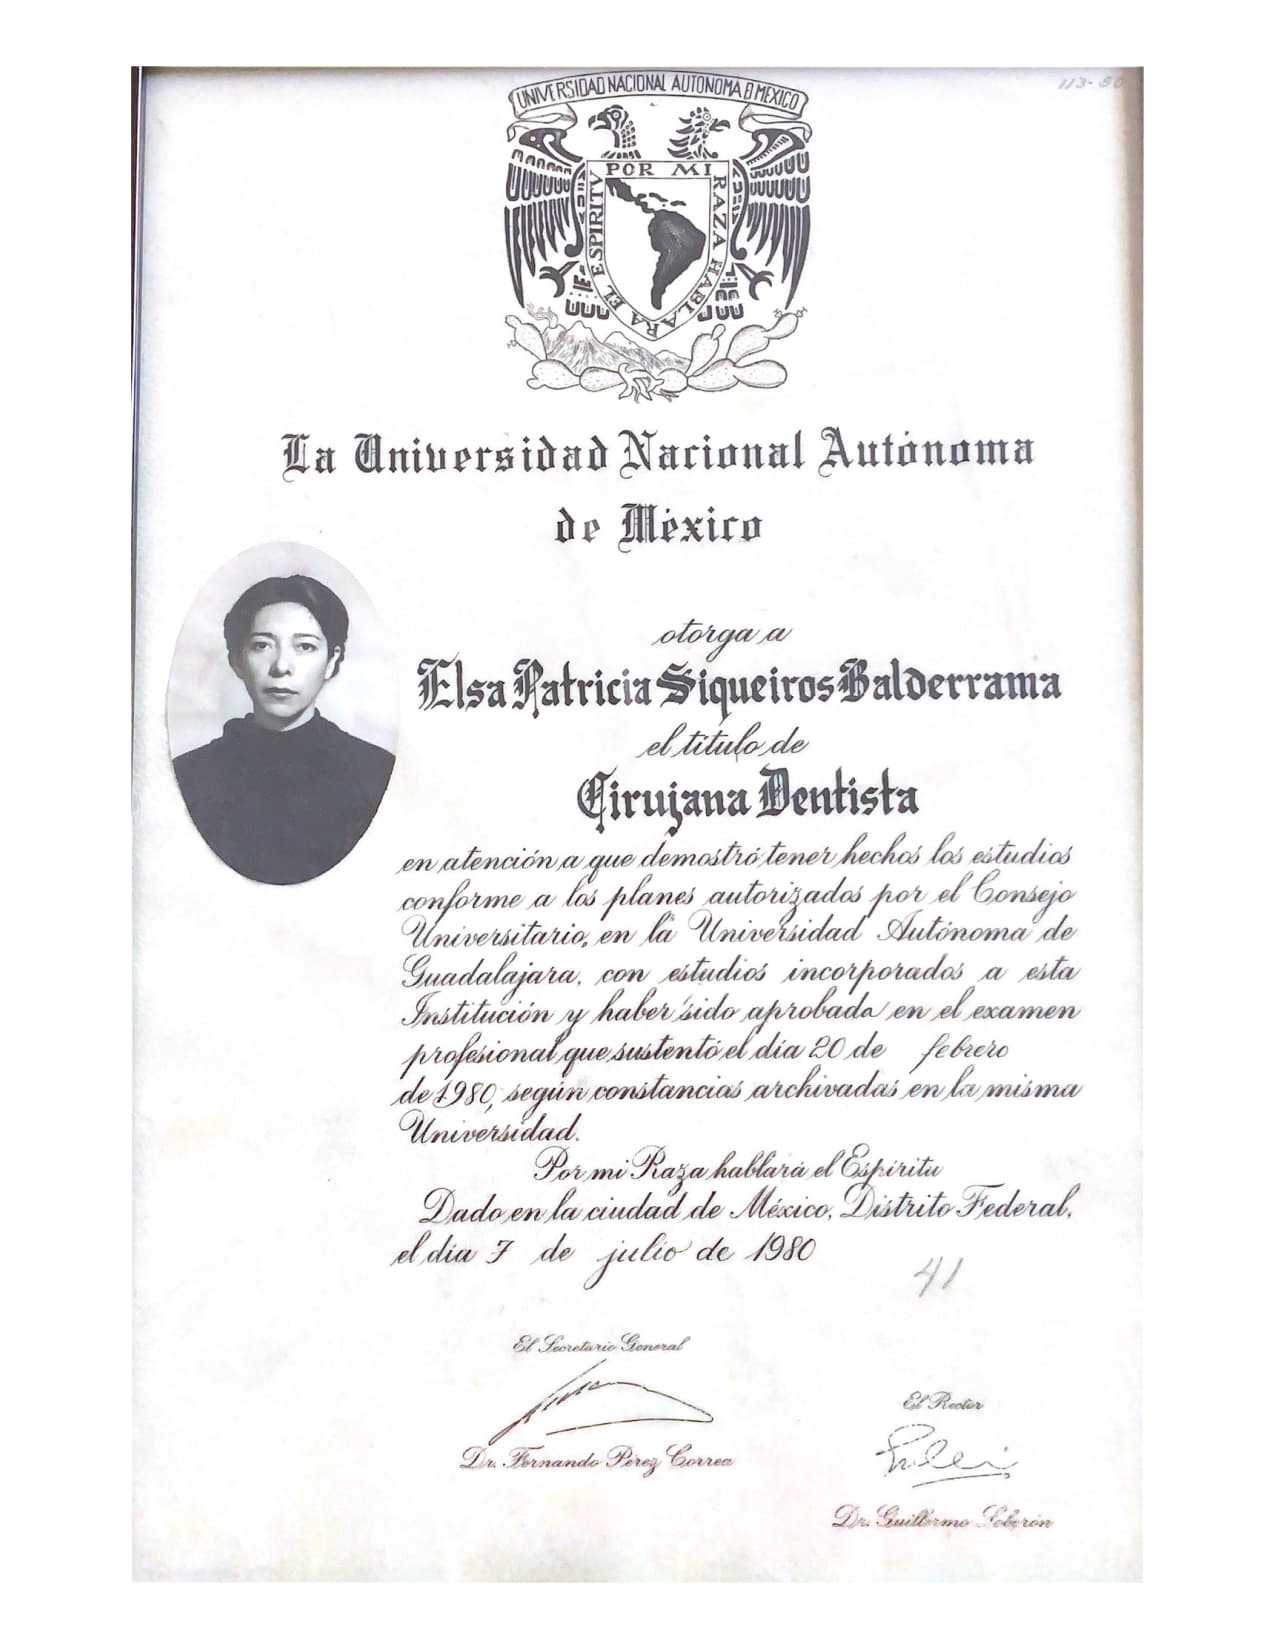 UNIVERSIDAD NACIONAL AUTONOMA D MEXICO
113-50
POR MI RAZA HABLARA EL ESPIRITV
La Universidad Nacional Autónoma
de México
otorga a
Elsa Patricia Siqueiros Balderrama
el título de
Cirujana Dentista
en atención a que demostró tener hechos los estudios
conforme a los planes autorizados por el Consejo
Universitario, en la Universidad Autónoma de
Guadalajara, con estudios incorporados a esta
Institución y haber sido aprobada en el examen
profesional que sustentó el día 20 de febrero
de 1980, según constancias archivadas en la misma
Universidad.
Por mi Raza hablará el Espíritu
Dado en la ciudad de México, Distrito Federal,
el día 7 de julio de 1980
41
El Secretario General
Dr. Fernando Pérez Correa
El Rector
Dr. Guillermo Soberón